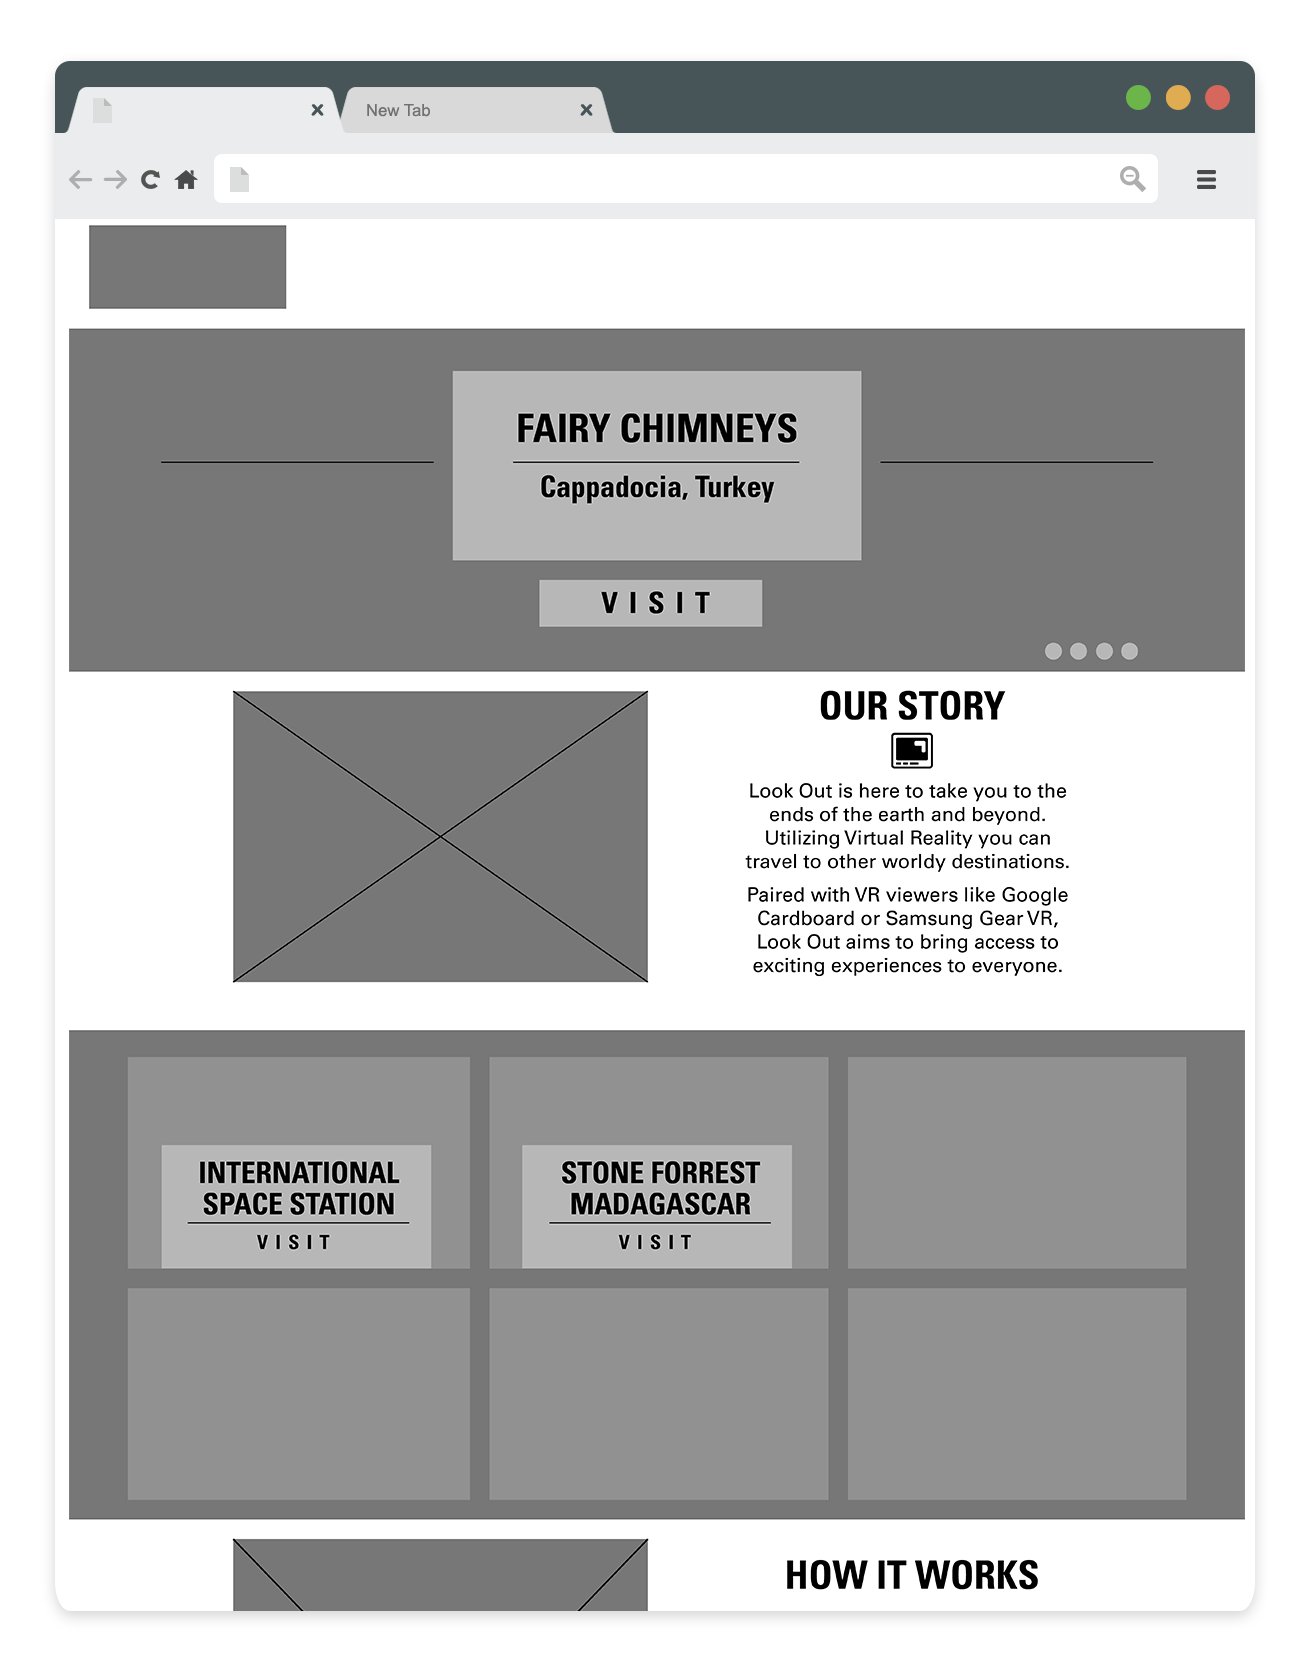 New Tab
FAIRY CHIMNEYS
Cappadocia, Turkey
VISIT
OUR STORY
Look Out is here to take you to the
ends of the earth and beyond.
Utilizing Virtual Reality you can
travel to other worldy destinations.
Paired with VR viewers like Google
Cardboard or Samsung Gear VR,
Look Out aims to bring access to
exciting experiences to everyone.
INTERNATIONAL
SPACE STATION
VISIT
STONE FORREST
MADAGASCAR
VISIT
HOW IT WORKS